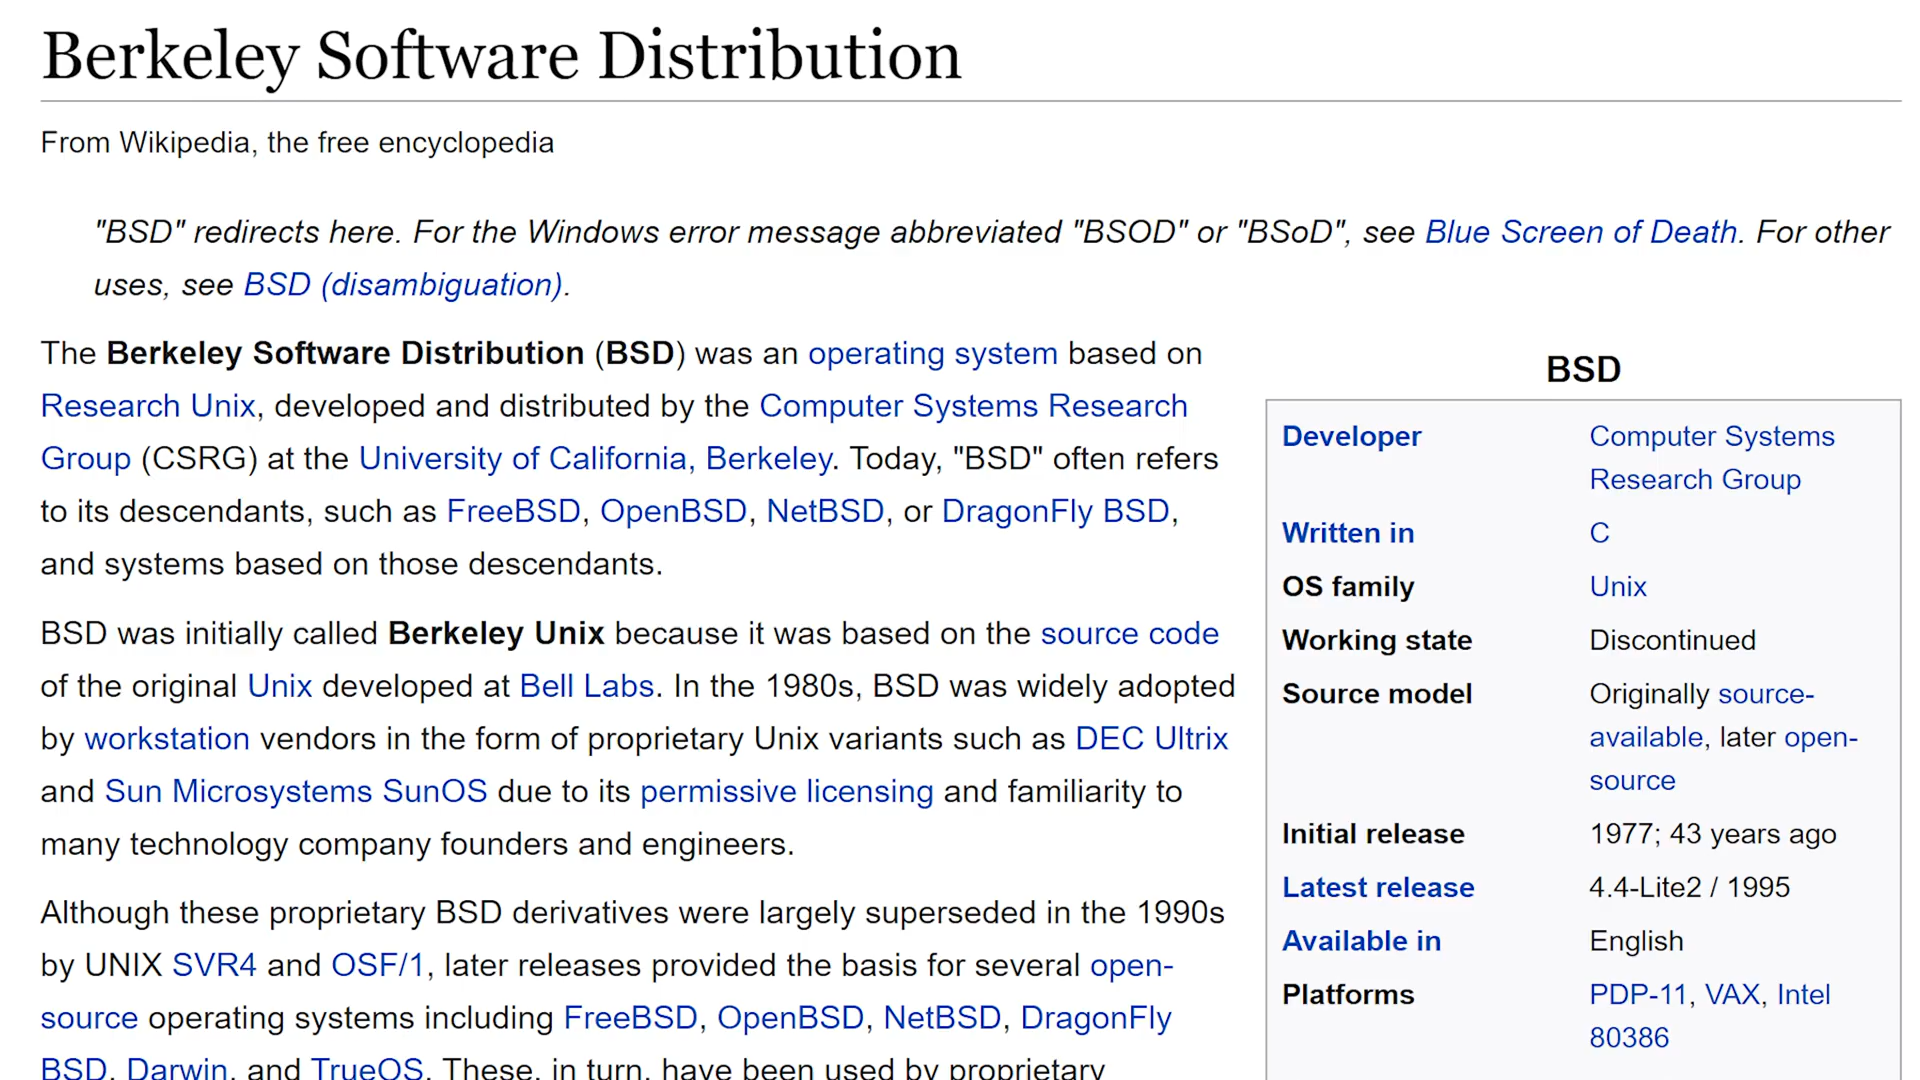 Berkeley Software Distribution
From Wikipedia, the free encyclopedia
"BSD" redirects here. For the Windows error message abbreviated "BSOD" or "BSoD", see Blue Screen of Death. For other
uses, see BSD (disambiguation).
The Berkeley Software Distribution (BSD) was an operating system based on
Research Unix, developed and distributed by the Computer Systems Research
Group (CSRG) at the University of California, Berkeley. Today, "BSD" often refers
to its descendants, such as FreeBSD, OpenBSD, NetBSD, or DragonFly BSD,
and systems based on those descendants.
BSD was initially called Berkeley Unix because it was based on the source code
of the original Unix developed at Bell Labs. In the 1980s, BSD was widely adopted
by workstation vendors in the form of proprietary Unix variants such as DEC Ultrix
and Sun Microsystems SunOS due to its permissive licensing and familiarity to
many technology company founders and engineers.
Although these proprietary BSD derivatives were largely superseded in the 1990s
by UNIX SVR4 and OSF/1, later releases provided the basis for several open-
source operating systems including FreeBSD, OpenBSD, NetBSD, DragonFly
BSD, Darwin, and TrueOS. These, in turn, have been used by proprietary
BSD
Developer Computer Systems
Research Group
Written in C
OS family Unix
Working state Discontinued
Source model Originally source-
available, later open-
source
Initial release 1977; 43 years ago
Latest release 4.4-Lite2 / 1995
Available in English
Platforms PDP-11, VAX, Intel
80386